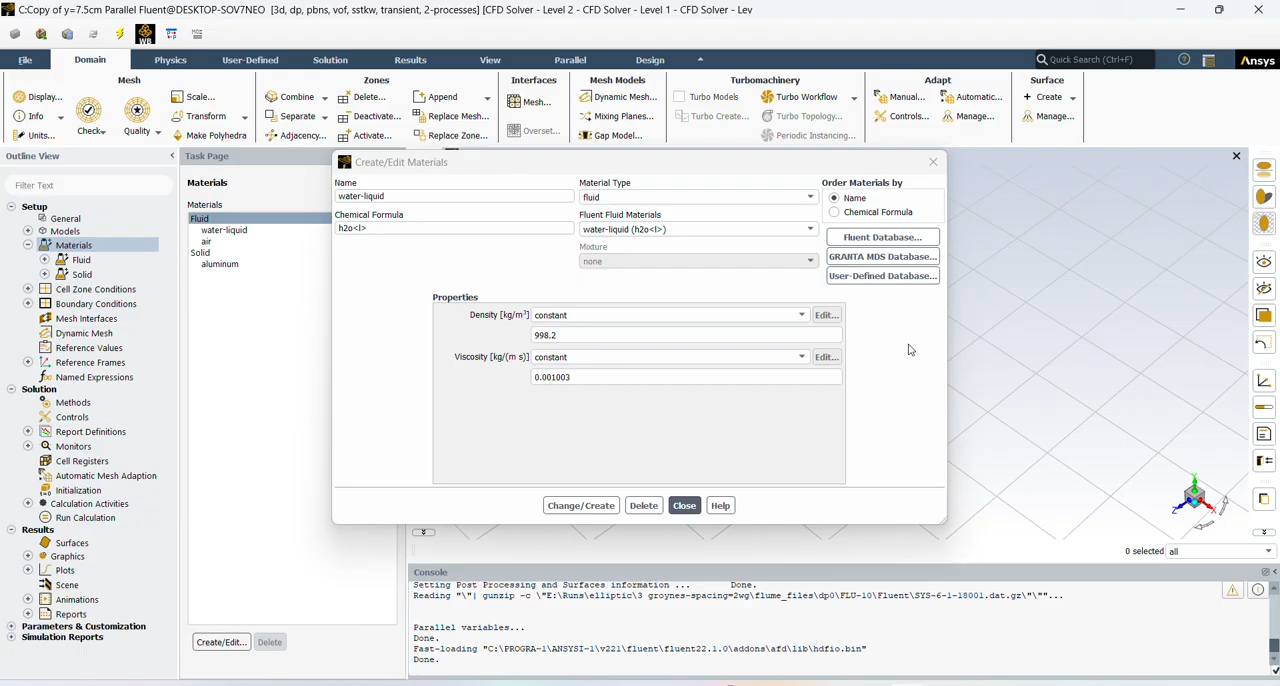 C:Copy of y=7.5cm Parallel Fluent@DESKTOP-SOV7NEO [3d, dp, pbns, vof, sstkw, transient, 2-processes] [CFD Solver - Level 2 - CFD Solver - Level 1 - CFD Solver - Lev
WB
File Domain Physics User-Defined Solution Results View Parallel Design Quick Search (Ctrl+F) Ansys
Mesh Zones Interfaces Mesh Models Turbomachinery Adapt Surface
Display... Scale... Combine Delete... Append Mesh... Dynamic Mesh... Turbo Models Turbo Workflow Manual... Automatic... Create
Info Check Quality Transform Separate Deactivate... Replace Mesh... Mixing Planes... Turbo Create... Turbo Topology... Controls... Manage... Manage...
Units... Make Polyhedra Adjacency... Activate... Replace Zone... Overset... Gap Model... Periodic Instancing...
Outline View
Filter Text
Setup
General
Models
Materials
Fluid
Solid
Cell Zone Conditions
Boundary Conditions
Mesh Interfaces
Dynamic Mesh
Reference Values
Reference Frames
Named Expressions
Solution
Methods
Controls
Report Definitions
Monitors
Cell Registers
Automatic Mesh Adaption
Initialization
Calculation Activities
Run Calculation
Results
Surfaces
Graphics
Plots
Scene
Animations
Reports
Parameters & Customization
Simulation Reports
Task Page
Materials
Materials
Fluid
water-liquid
air
Solid
aluminum
Create/Edit... Delete
Create/Edit Materials
Name
water-liquid
Chemical Formula
h2o<l>
Material Type
fluid
Fluent Fluid Materials
water-liquid (h2o<l>)
Mixture
none
Order Materials by
Name
Chemical Formula
Fluent Database...
GRANTA MDS Database...
User-Defined Database...
Properties
Density [kg/m³] constant Edit...
998.2
Viscosity [kg/(m s)] constant Edit...
0.001003
Change/Create Delete Close Help
Y
Z X
0 selected all
Console
Setting Post Processing and Surfaces information ... Done.
Reading "\"| gunzip -c \"E:\Runs\elliptic\3 groynes-spacing=2wg\flume_files\dp0\FLU-10\Fluent\SYS-6-1-18001.dat.gz\"\""...
Parallel variables...
Done.
Fast-loading "C:\PROGRA~1\ANSYSI~1\v221\fluent\fluent22.1.0\addons\afd\lib\hdfio.bin"
Done.